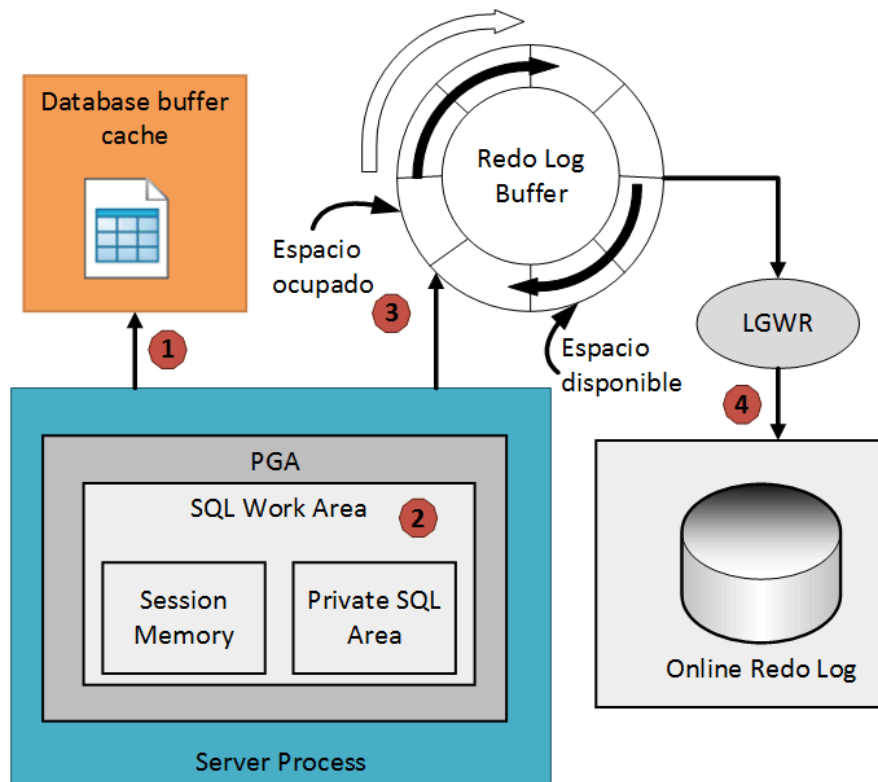 Database buffer
cache
Redo Log
Buffer
Espacio
ocupado
3
1
Espacio
disponible
LGWR
4
PGA
SQL Work Area
2
Session
Memory
Private SQL
Area
Server Process
Online Redo Log